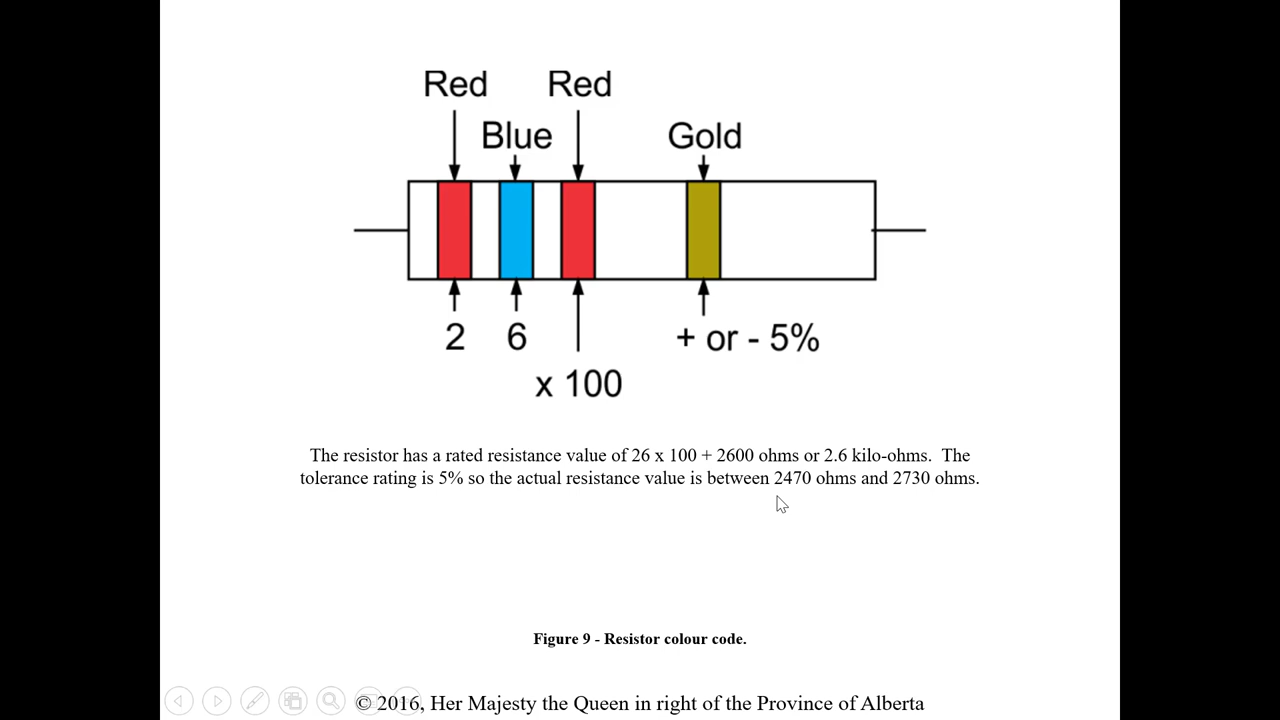 Red Red
Blue Gold
2 6 + or - 5%
x 100
The resistor has a rated resistance value of 26 x 100 + 2600 ohms or 2.6 kilo-ohms. The
tolerance rating is 5% so the actual resistance value is between 2470 ohms and 2730 ohms.
Figure 9 - Resistor colour code.
© 2016, Her Majesty the Queen in right of the Province of Alberta